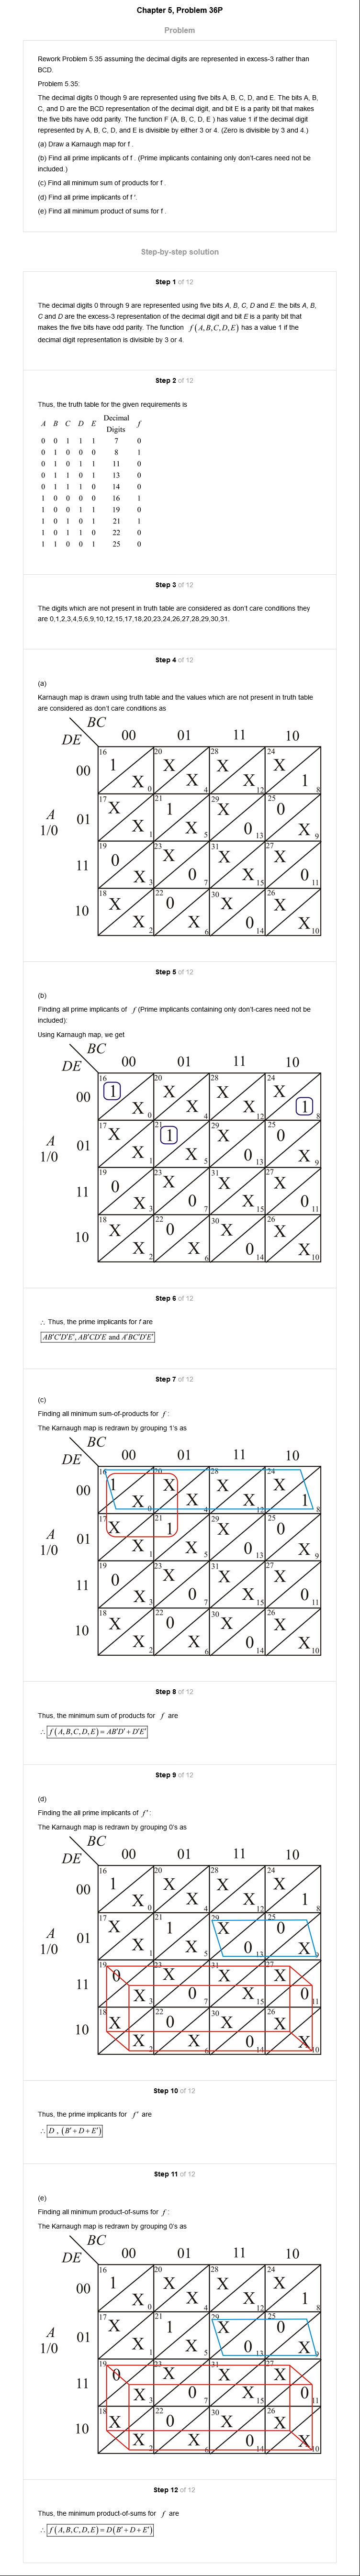 Chapter 5, Problem 36P
Problem
Rework Problem 5.35 assuming the decimal digits are represented in excess-3 rather than
BCD.
Problem 5.35:
The decimal digits 0 though 9 are represented using five bits A, B, C, D, and E. The bits A, B,
C, and D are the BCD representation of the decimal digit, and bit E is a parity bit that makes
the five bits have odd parity. The function F (A, B, C, D, E ) has value 1 if the decimal digit
represented by A, B, C, D, and E is divisible by either 3 or 4. (Zero is divisible by 3 and 4.)
(a) Draw a Karnaugh map for f .
(b) Find all prime implicants of f . (Prime implicants containing only don't-cares need not be
included.)
(c) Find all minimum sum of products for f .
(d) Find all prime implicants of f '.
(e) Find all minimum product of sums for f .
Step-by-step solution
Step 1 of 12
The decimal digits 0 through 9 are represented using five bits A, B, C, D and E. the bits A, B,
C and D are the excess-3 representation of the decimal digit and bit E is a parity bit that
makes the five bits have odd parity. The function f(A,B,C,D,E) has a value 1 if the
decimal digit representation is divisible by 3 or 4.
Step 2 of 12
Thus, the truth table for the given requirements is
A B C D E Decimal Digits f
0 0 1 1 1 7 0
0 1 0 0 0 8 1
0 1 0 1 1 11 0
0 1 1 0 1 13 0
0 1 1 1 0 14 0
1 0 0 0 0 16 1
1 0 0 1 1 19 0
1 0 1 0 1 21 1
1 0 1 1 0 22 0
1 1 0 0 1 25 0
Step 3 of 12
The digits which are not present in truth table are considered as don't care conditions they
are 0,1,2,3,4,5,6,9,10,12,15,17,18,20,23,24,26,27,28,29,30,31.
Step 4 of 12
(a)
Karnaugh map is drawn using truth table and the values which are not present in truth table
are considered as don't care conditions as
BC
DE 00 01 11 10
16 20 28 24
1 X X X
00
X 0 X 4 X 12 1 8
17 21 29 25
X 1 X 0
A 01
1/0
X 1 X 5 0 13 X 9
19 23 31 27
0 X X X
11
X 3 0 7 X 15 0 11
18 22 30 26
X 0 X X
10
X 2 X 6 0 14 X 10
Step 5 of 12
(b)
Finding all prime implicants of f (Prime implicants containing only don't-cares need not be
included):
Using Karnaugh map, we get
BC
DE 00 01 11 10
16 20 28 24
1 X X X
00
X 0 X 4 X 12 1 8
17 21 29 25
X 1 X 0
A 01
1/0
X 1 X 5 0 13 X 9
19 23 31 27
0 X X X
11
X 3 0 7 X 15 0 11
18 22 30 26
X 0 X X
10
X 2 X 6 0 14 X 10
Step 6 of 12
∴ Thus, the prime implicants for f are
AB'C'D'E', AB'CD'E and A'BC'D'E'
Step 7 of 12
(c)
Finding all minimum sum-of-products for f :
The Karnaugh map is redrawn by grouping 1's as
BC
DE 00 01 11 10
16 20 28 24
1 X X X
00
X 0 X 4 X 12 1 8
17 21 29 25
X 1 X 0
A 01
1/0
X 1 X 5 0 13 X 9
19 23 31 27
0 X X X
11
X 3 0 7 X 15 0 11
18 22 30 26
X 0 X X
10
X 2 X 6 0 14 X 10
Step 8 of 12
Thus, the minimum sum of products for f are
∴ f(A,B,C,D,E)=AB'D'+D'E'
Step 9 of 12
(d)
Finding the all prime implicants of f' :
The Karnaugh map is redrawn by grouping 0's as
BC
DE 00 01 11 10
16 20 28 24
1 X X X
00
X 0 X 4 X 12 1 8
17 21 29 25
X 1 X 0
A 01
1/0
X 1 X 5 0 13 X 9
19 23 31 27
0 X X X
11
X 3 0 7 X 15 0 11
18 22 30 26
X 0 X X
10
X 2 X 6 0 14 X 10
Step 10 of 12
Thus, the prime implicants for f' are
∴ D , (B'+D+E')
Step 11 of 12
(e)
Finding all minimum product-of-sums for f :
The Karnaugh map is redrawn by grouping 0's as
BC
DE 00 01 11 10
16 20 28 24
1 X X X
00
X 0 X 4 X 12 1 8
17 21 29 25
X 1 X 0
A 01
1/0
X 1 X 5 0 13 X 9
19 23 31 27
0 X X X
11
X 3 0 7 X 15 0 11
18 22 30 26
X 0 X X
10
X 2 X 6 0 14 X 10
Step 12 of 12
Thus, the minimum product-of-sums for f are
∴ f(A,B,C,D,E)=D(B'+D+E')